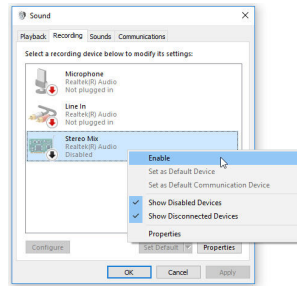 Sound
Playback Recording Sounds Communications
Select a recording device below to modify its settings:
Microphone
Realtek(R) Audio
Not plugged in
Line In
Realtek(R) Audio
Not plugged in
Stereo Mix
Realtek(R) Audio
Disabled
Enable
Set as Default Device
Set as Default Communication Device
Show Disabled Devices
Show Disconnected Devices
Properties
Configure Set Default Properties
OK Cancel Apply